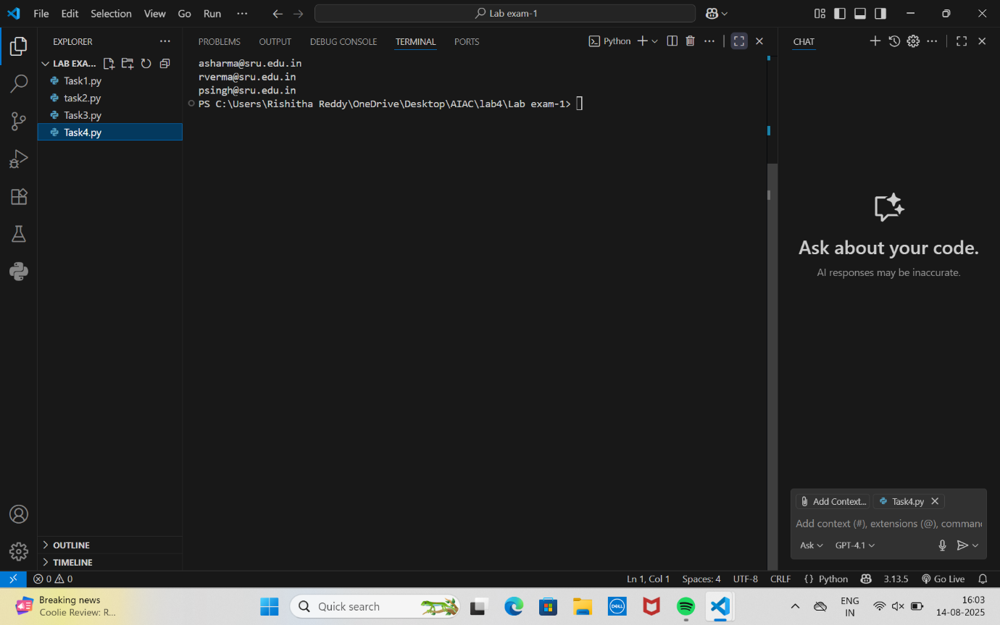 File Edit Selection View Go Run ···
Lab exam-1
EXPLORER
LAB EXA...
Task1.py
task2.py
Task3.py
Task4.py
OUTLINE
TIMELINE
PROBLEMS OUTPUT DEBUG CONSOLE TERMINAL PORTS
Python
asharma@sru.edu.in
rverma@sru.edu.in
psingh@sru.edu.in
PS C:\Users\Rishitha Reddy\OneDrive\Desktop\AIAC\lab4\Lab exam-1>
CHAT
Ask about your code.
AI responses may be inaccurate.
Add Context... Task4.py
Add context (#), extensions (@), comman
Ask GPT-4.1
0 0
Ln 1, Col 1 Spaces: 4 UTF-8 CRLF {} Python 3.13.5 Go Live
Breaking news
Coolie Review: R...
Quick search
DELL
ENG
IN
16:03
14-08-2025